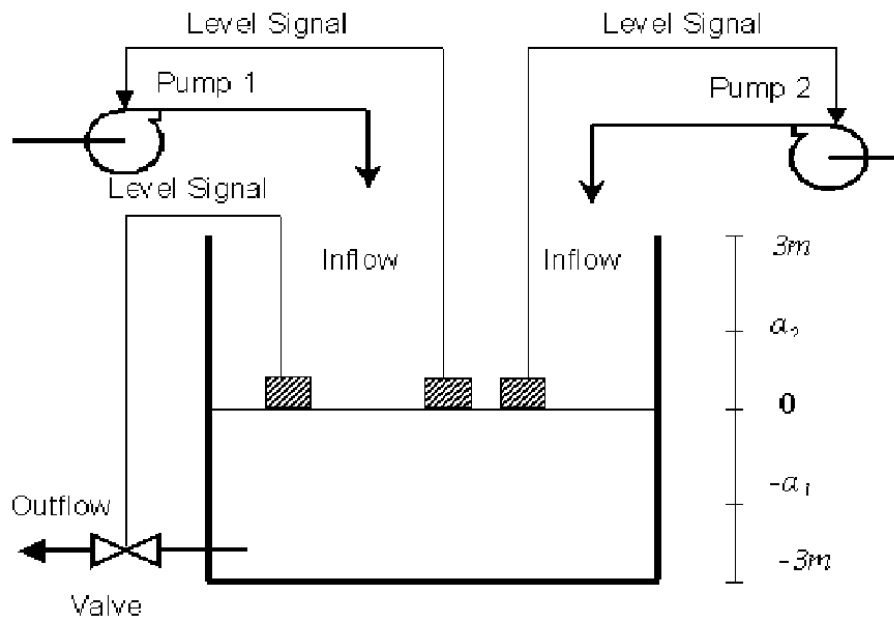 Level Signal
Level Signal
Pump 1
Pump 2
Level Signal
Inflow
Inflow
3m
a₂
0
-a₁
Outflow
-3m
Valve